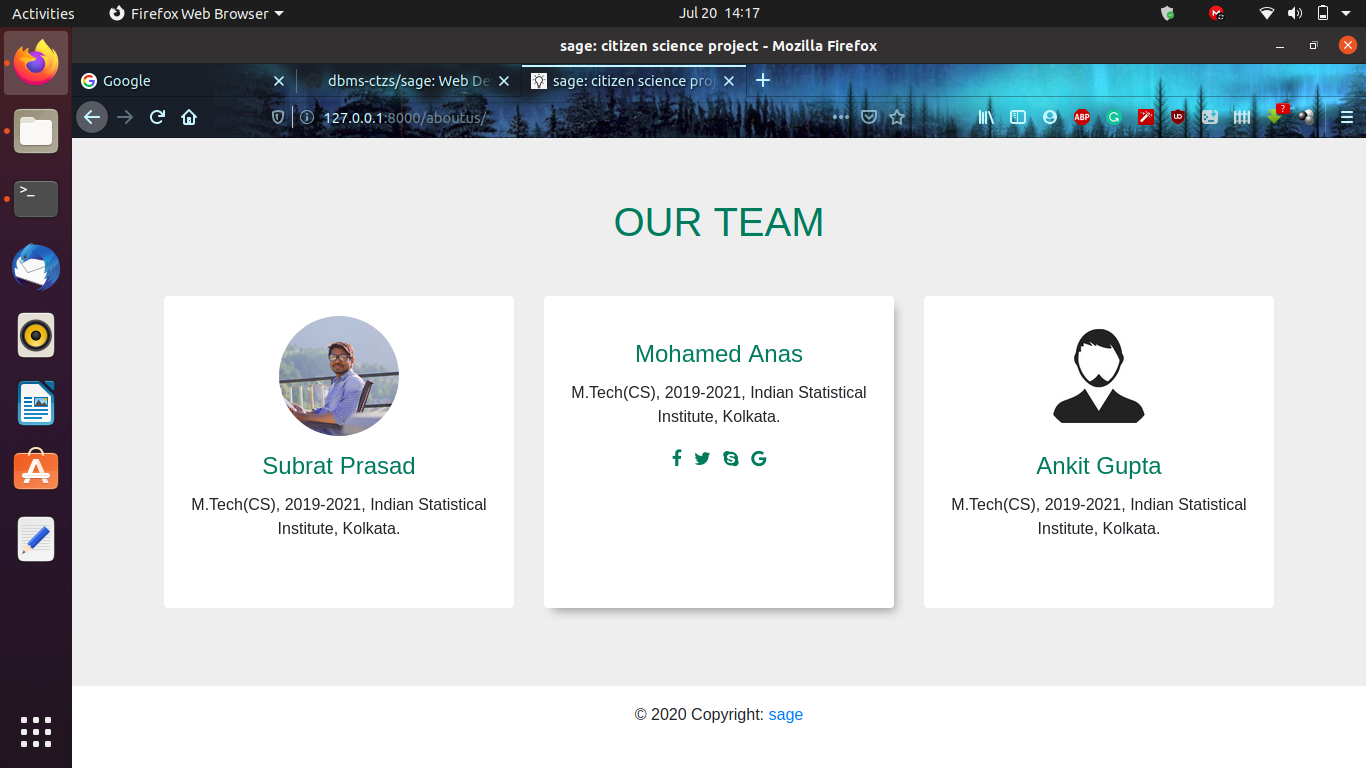 Activities
Firefox Web Browser
Jul 20 14:17
sage: citizen science project - Mozilla Firefox
Google
dbms-ctzs/sage: Web De
sage: citizen science pro
127.0.0.1:8000/aboutus/
ABP
OUR TEAM
Subrat Prasad
M.Tech(CS), 2019-2021, Indian Statistical
Institute, Kolkata.
Mohamed Anas
M.Tech(CS), 2019-2021, Indian Statistical
Institute, Kolkata.
Ankit Gupta
M.Tech(CS), 2019-2021, Indian Statistical
Institute, Kolkata.
© 2020 Copyright: sage